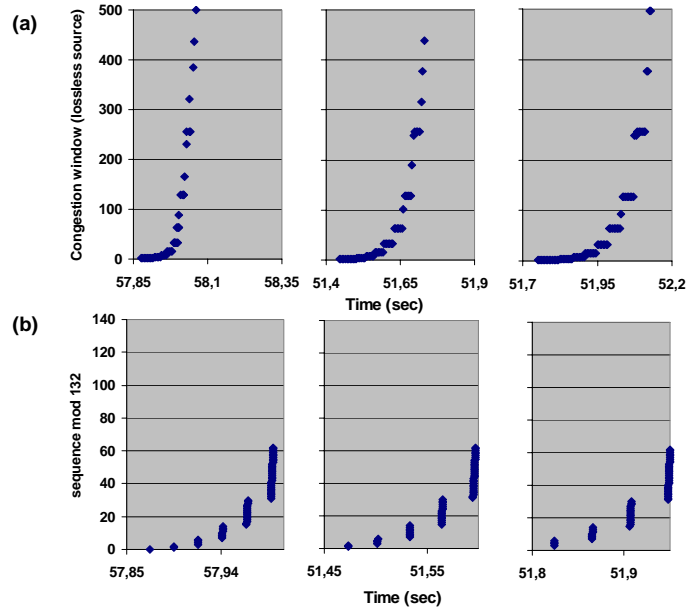 (a)
Congestion window (lossless source)
500
400
300
200
100
0
57,85 58,1 58,35
51,4 51,65 51,9
51,7 51,95 52,2
Time (sec)
(b)
sequence mod 132
140
120
100
80
60
40
20
0
57,85 57,94
51,45 51,55
51,8 51,9
Time (sec)